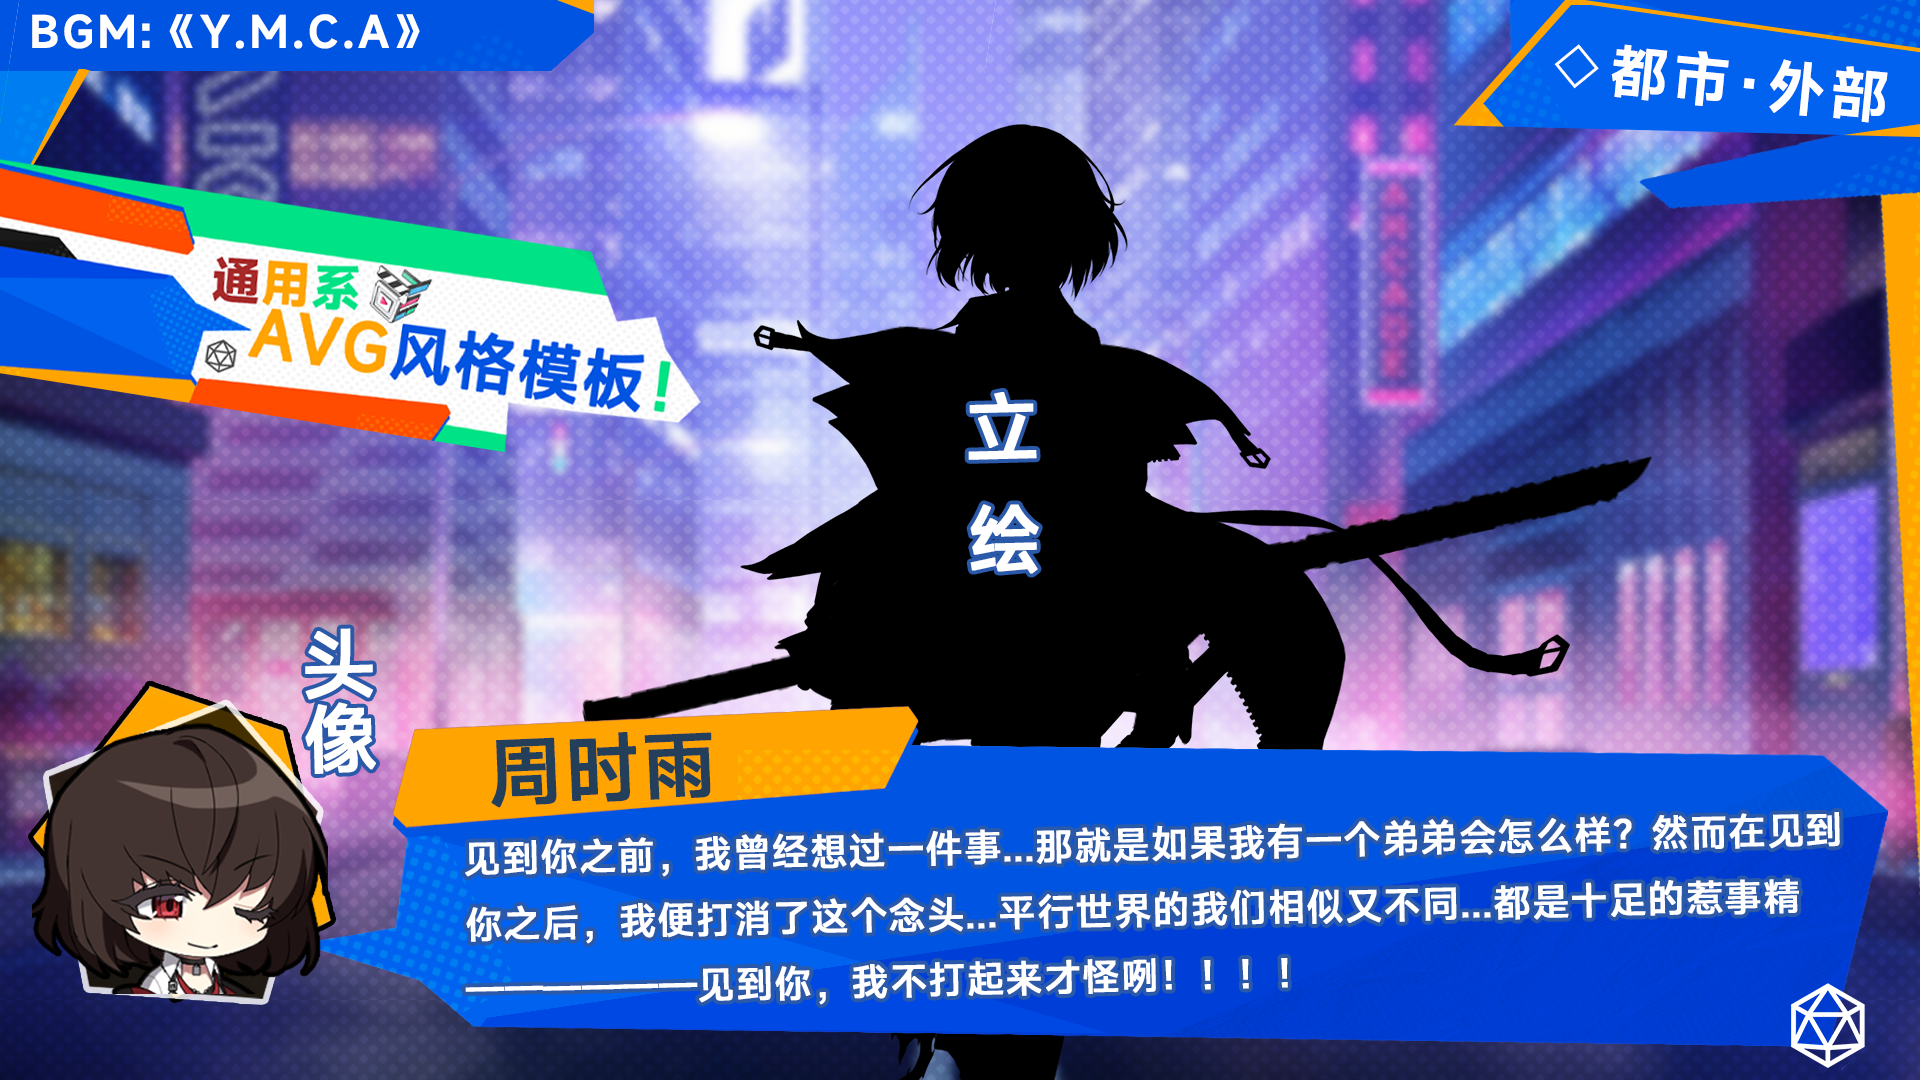 BGM:《Y.M.C.A》
◇都市·外部
通用系
AVG风格模板!
ARCADE
立
绘
头
像
周时雨
见到你之前，我曾经想过一件事...那就是如果我有一个弟弟会怎么样？然而在见到
你之后，我便打消了这个念头...平行世界的我们相似又不同...都是十足的惹事精
——————见到你，我不打起来才怪咧！！！！